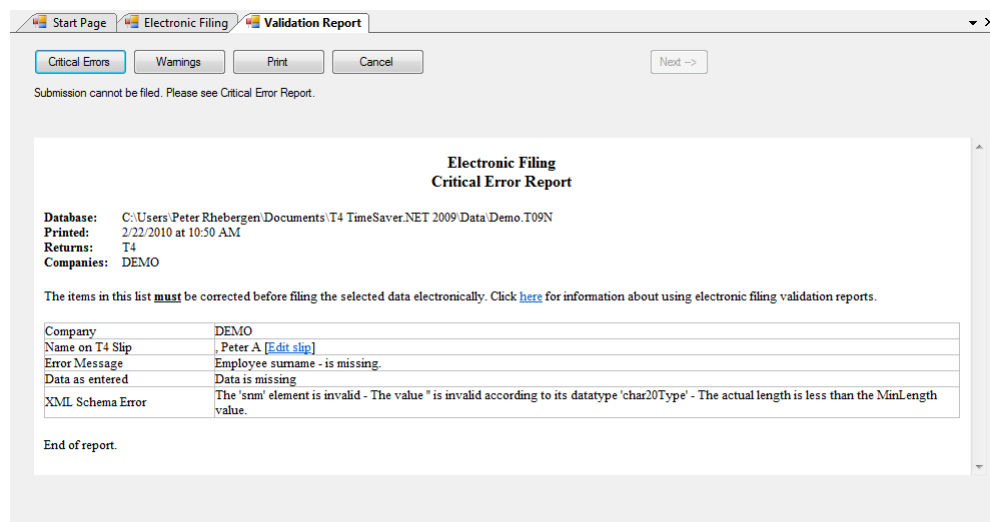 Start Page Electronic Filing Validation Report
Critical Errors Warnings Print Cancel Next -->
Submission cannot be filed. Please see Critical Error Report.
Electronic Filing
Critical Error Report
Database: C:\Users\Peter Rhebergen\Documents\T4 TimeSaver.NET 2009\Data\Demo.T09N
Printed: 2/22/2010 at 10:50 AM
Returns: T4
Companies: DEMO
The items in this list must be corrected before filing the selected data electronically. Click here for information about using electronic filing validation reports.
Company DEMO
Name on T4 Slip , Peter A [Edit slip]
Error Message Employee surname - is missing.
Data as entered Data is missing
XML Schema Error The 'snm' element is invalid - The value '' is invalid according to its datatype 'char20Type' - The actual length is less than the MinLength
value.
End of report.